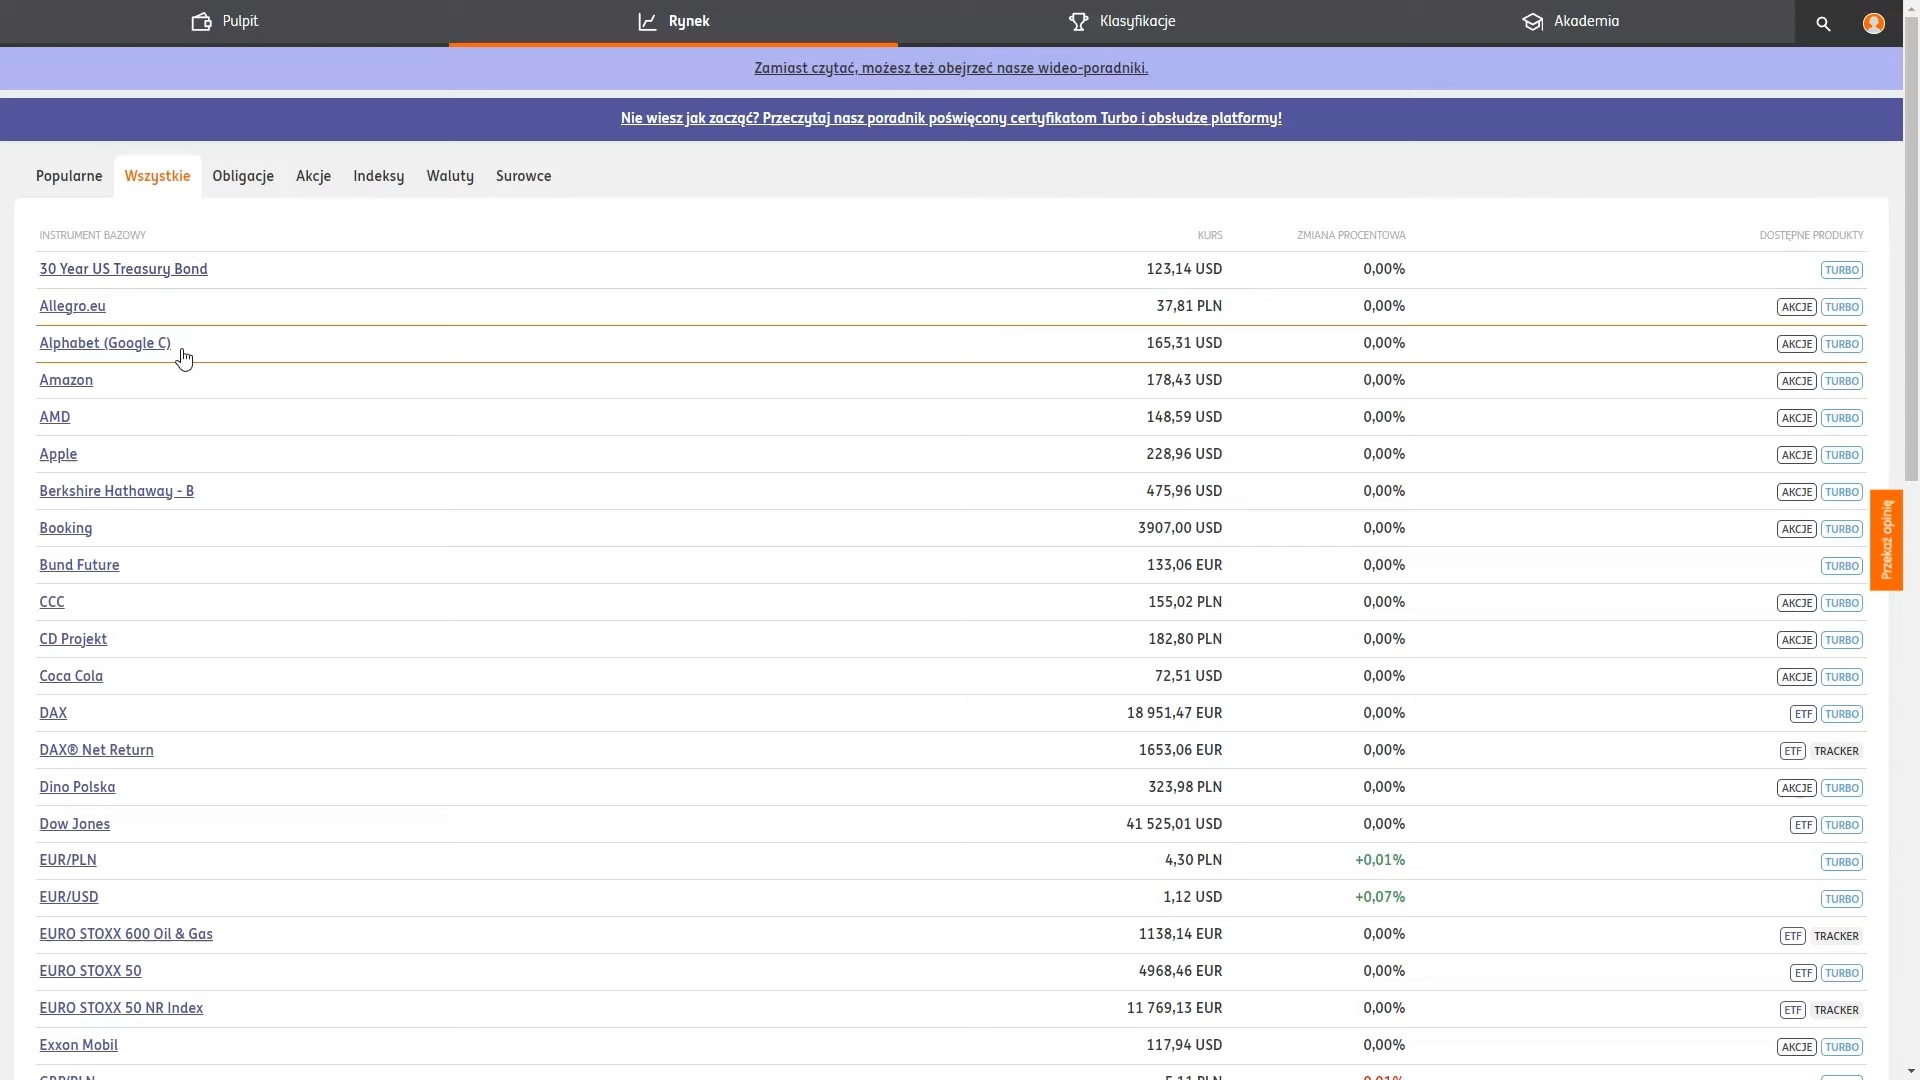 Pulpit
Rynek
Klasyfikacje
Akademia
Zamiast czytać, możesz też obejrzeć nasze wideo-poradniki.
Nie wiesz jak zacząć? Przeczytaj nasz poradnik poświęcony certyfikatom Turbo i obsłudze platformy!
Popularne Wszystkie Obligacje Akcje Indeksy Waluty Surowce
INSTRUMENT BAZOWY KURS ZMIANA PROCENTOWA DOSTĘPNE PRODUKTY
30 Year US Treasury Bond 123,14 USD 0,00% TURBO
Allegro.eu 37,81 PLN 0,00% AKCJE TURBO
Alphabet (Google C) 165,31 USD 0,00% AKCJE TURBO
Amazon 178,43 USD 0,00% AKCJE TURBO
AMD 148,59 USD 0,00% AKCJE TURBO
Apple 228,96 USD 0,00% AKCJE TURBO
Berkshire Hathaway - B 475,96 USD 0,00% AKCJE TURBO
Booking 3907,00 USD 0,00% AKCJE TURBO
Bund Future 133,06 EUR 0,00% TURBO
CCC 155,02 PLN 0,00% AKCJE TURBO
CD Projekt 182,80 PLN 0,00% AKCJE TURBO
Coca Cola 72,51 USD 0,00% AKCJE TURBO
DAX 18 951,47 EUR 0,00% ETF TURBO
DAX® Net Return 1653,06 EUR 0,00% ETF TRACKER
Dino Polska 323,98 PLN 0,00% AKCJE TURBO
Dow Jones 41 525,01 USD 0,00% ETF TURBO
EUR/PLN 4,30 PLN +0,01% TURBO
EUR/USD 1,12 USD +0,07% TURBO
EURO STOXX 600 Oil & Gas 1138,14 EUR 0,00% ETF TRACKER
EURO STOXX 50 4968,46 EUR 0,00% ETF TURBO
EURO STOXX 50 NR Index 11 769,13 EUR 0,00% ETF TRACKER
Exxon Mobil 117,94 USD 0,00% AKCJE TURBO
Przekaż opinię